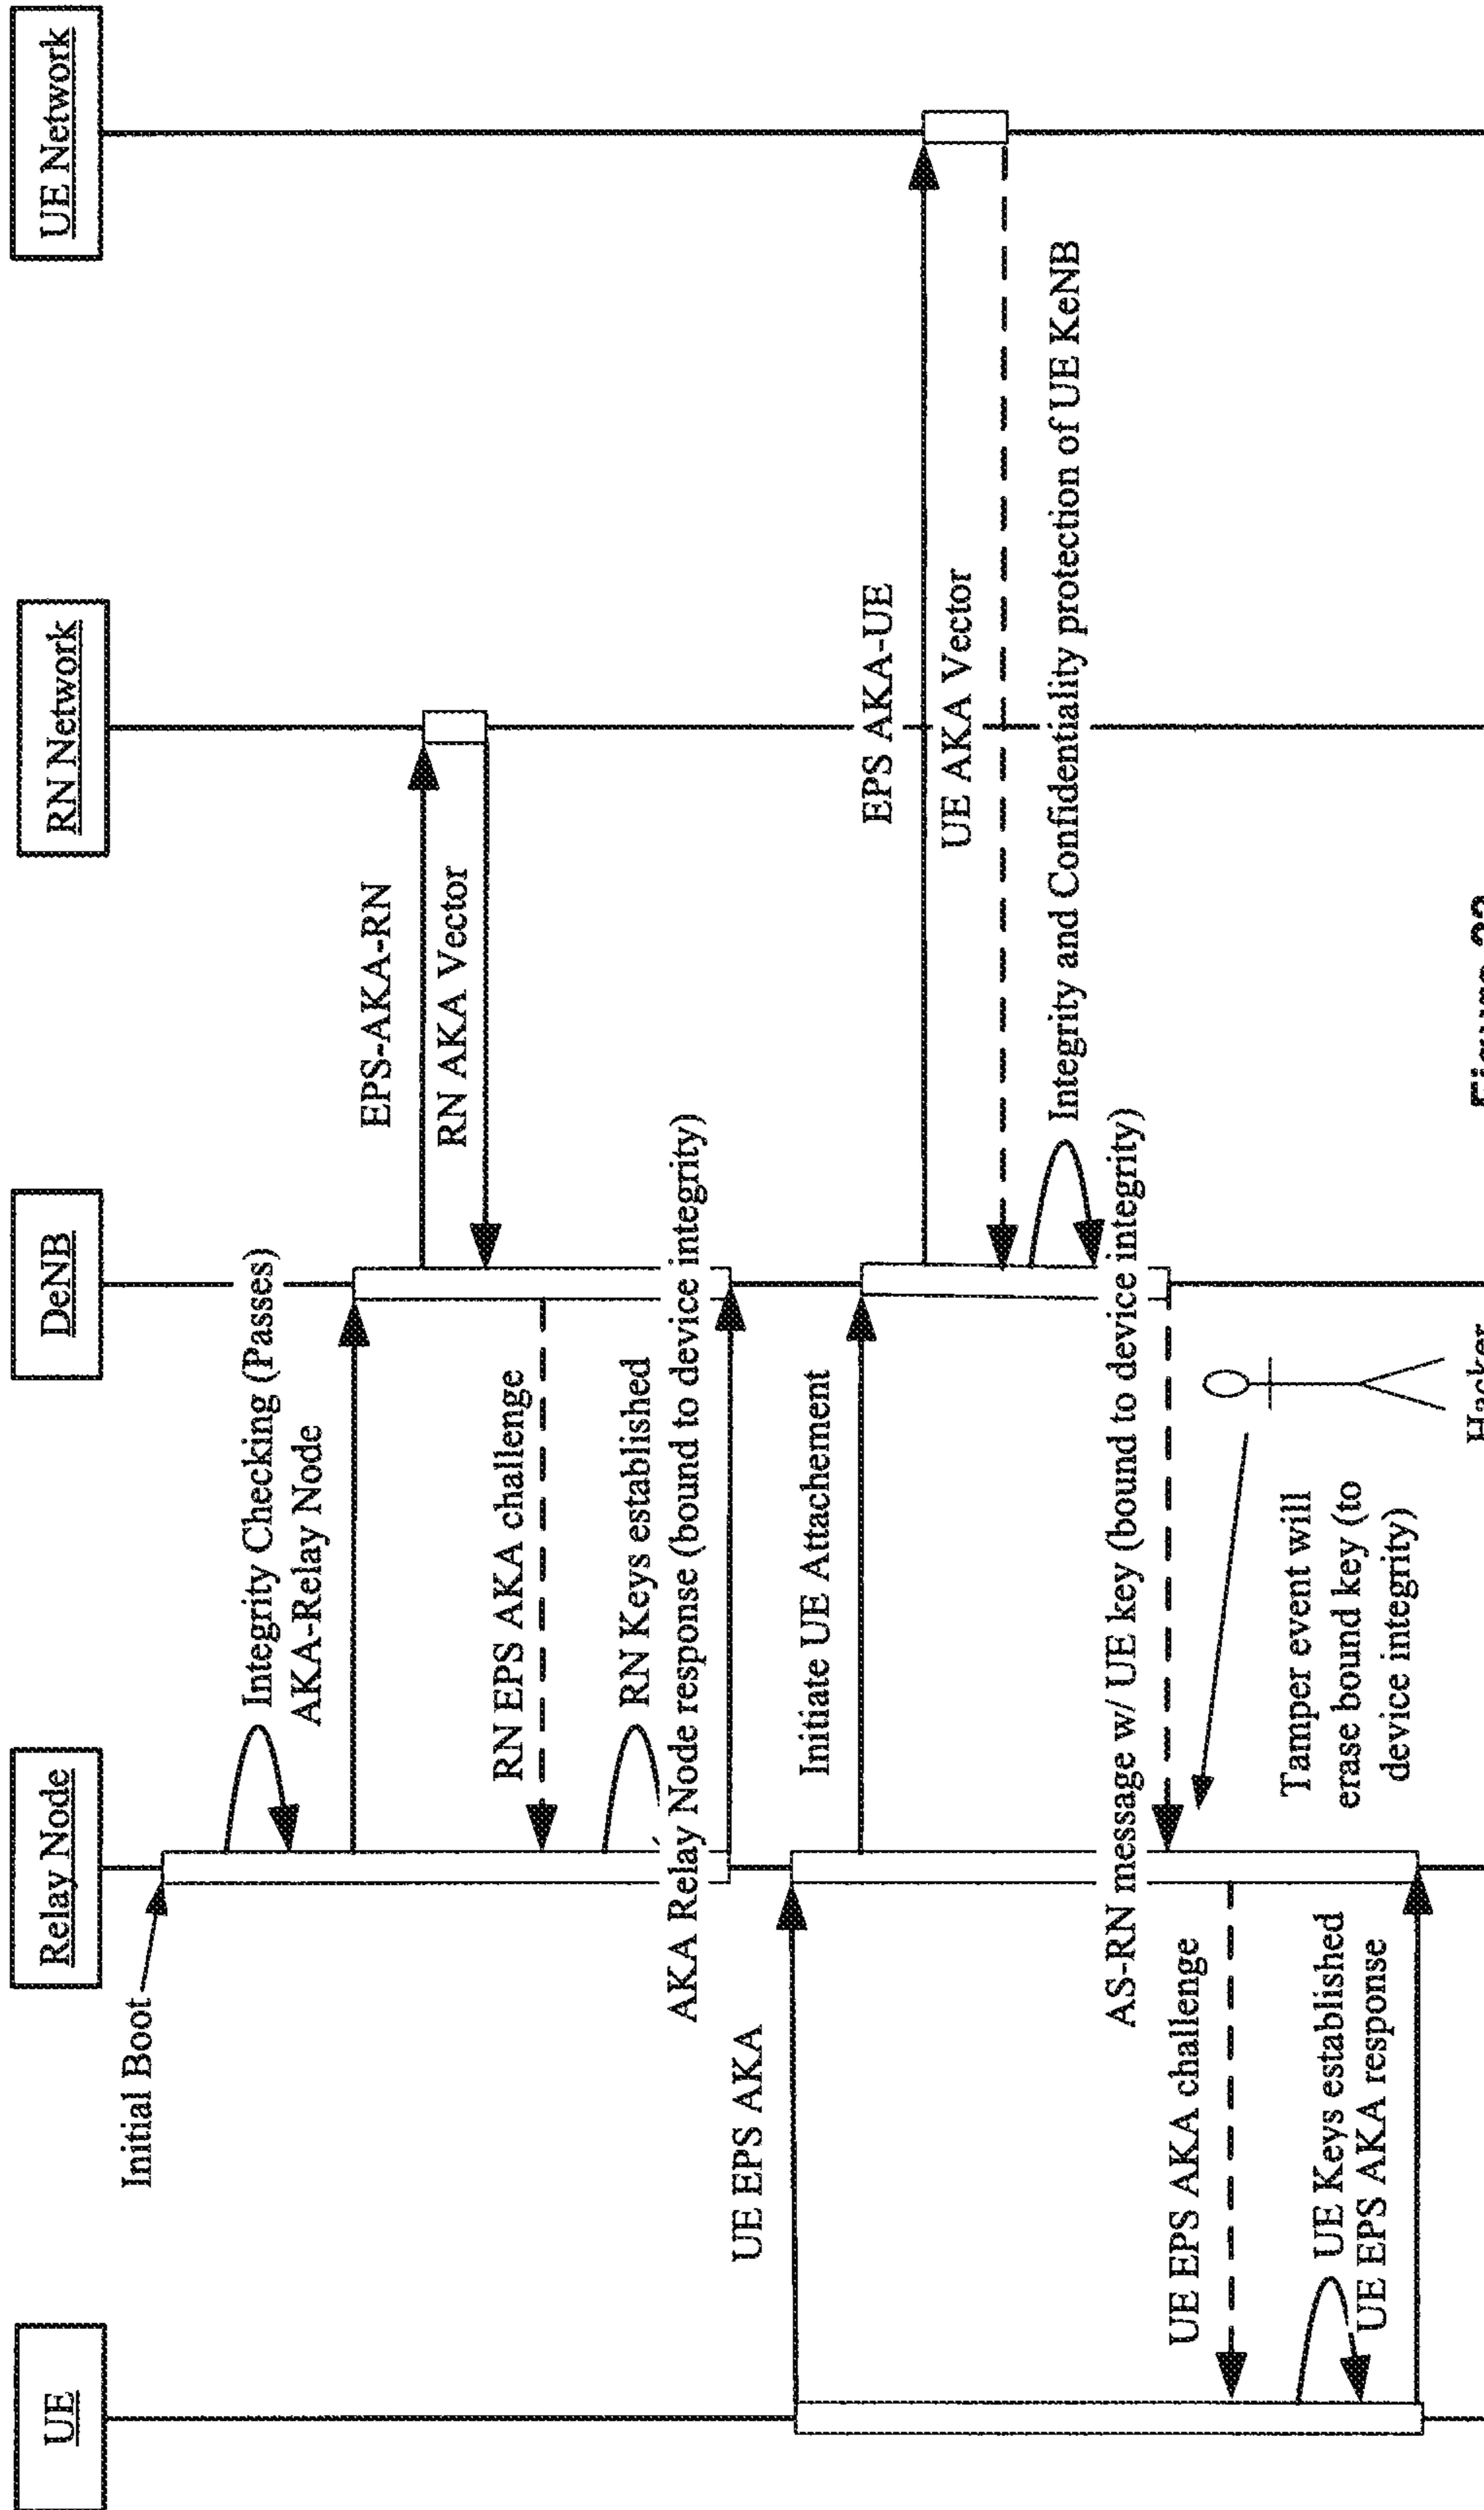 UE
Relay Node
DeNB
RN Network
UE Network
Initial Boot
Integrity Checking (Passes)
AKA-Relay Node
EPS-AKA-RN
RN AKA Vector
RN EPS AKA challenge
RN Keys established
AKA Relay Node response (bound to device integrity)
UE EPS AKA
Initiate UE Attachement
EPS AKA-UE
UE AKA Vector
Integrity and Confidentiality protection of UE KeNB
AS-RN message w/ UE key (bound to device integrity)
UE EPS AKA challenge
Tamper event will
erase bound key (to
device integrity)
UE Keys established
UE EPS AKA response
Hacker